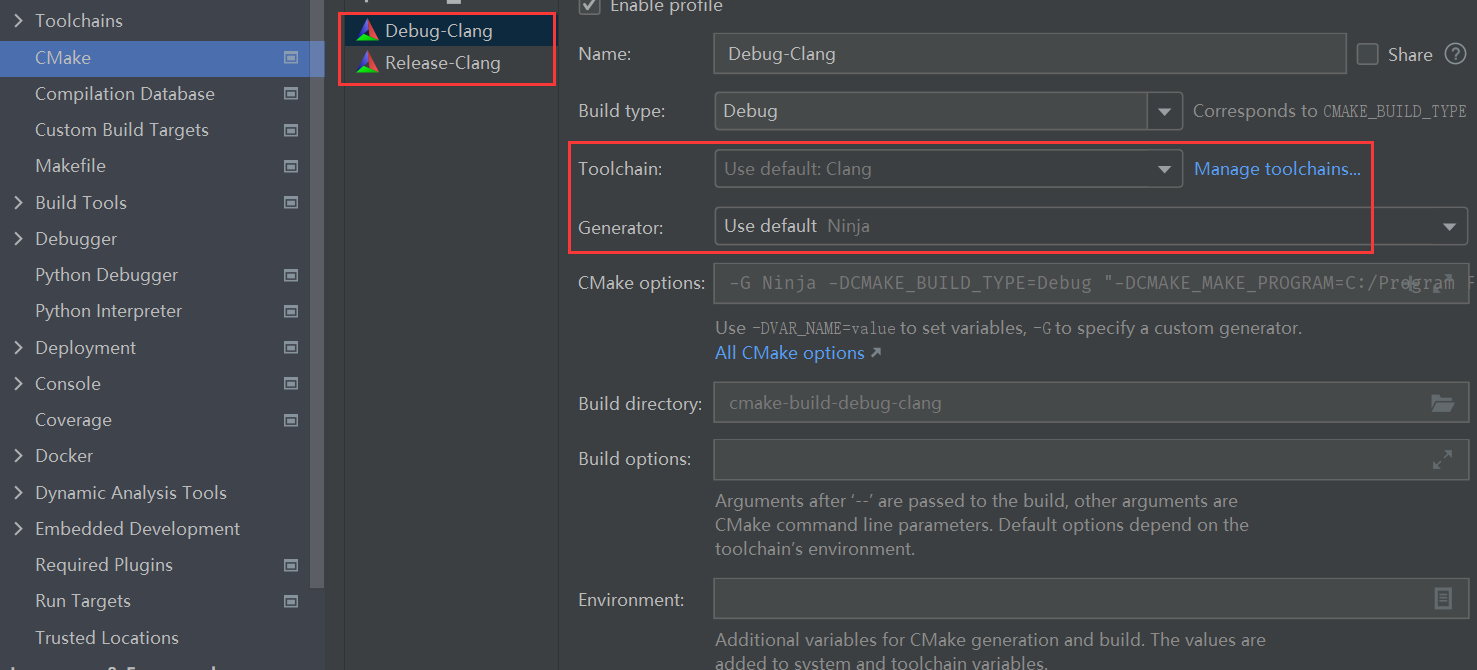 Toolchains
CMake
Compilation Database
Custom Build Targets
Makefile
Build Tools
Debugger
Python Debugger
Python Interpreter
Deployment
Console
Coverage
Docker
Dynamic Analysis Tools
Embedded Development
Required Plugins
Run Targets
Trusted Locations
Debug-Clang
Release-Clang
Enable profile
Name: Debug-Clang Share
Build type: Debug Corresponds to CMAKE_BUILD_TYPE
Toolchain: Use default: Clang Manage toolchains...
Generator: Use default Ninja
CMake options: -G Ninja -DCMAKE_BUILD_TYPE=Debug "-DCMAKE_MAKE_PROGRAM=C:/Program F
Use -DVAR_NAME=value to set variables, -G to specify a custom generator.
All CMake options ↗
Build directory: cmake-build-debug-clang
Build options:
Arguments after ‘--’ are passed to the build, other arguments are
CMake command line parameters. Default options depend on the
toolchain’s environment.
Environment:
Additional variables for CMake generation and build. The values are
added to system and toolchain variables.